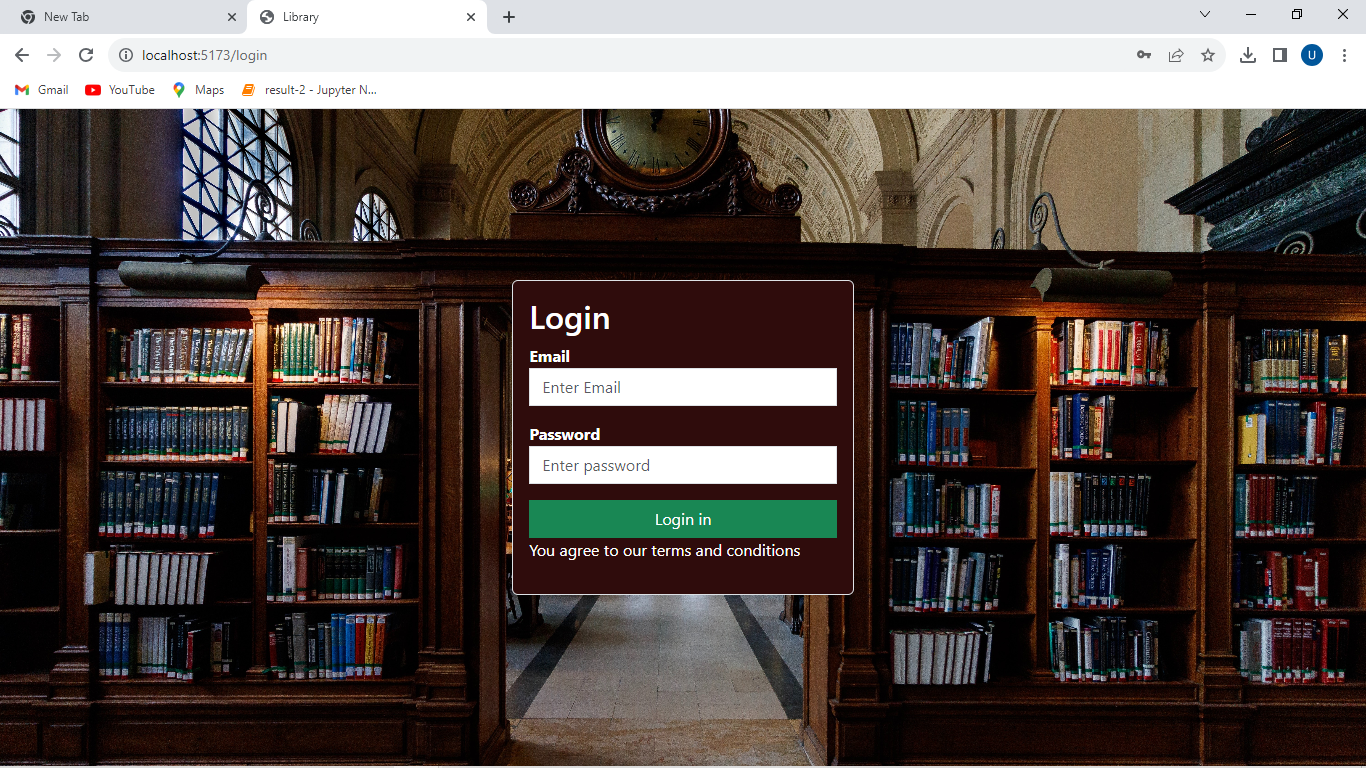 New Tab
Library
localhost:5173/login
U
Gmail
YouTube
Maps
result-2 - Jupyter N...
Login
Email
Enter Email
Password
Enter password
Login in
You agree to our terms and conditions